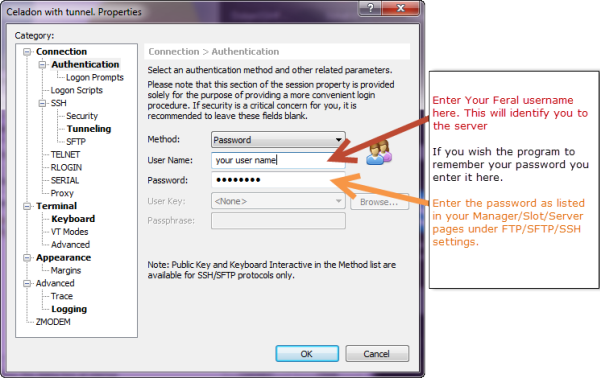 Celadon with tunnel. Properties
Category:
Connection
Authentication
Logon Prompts
Logon Scripts
SSH
Security
Tunneling
SFTP
TELNET
RLOGIN
SERIAL
Proxy
Terminal
Keyboard
VT Modes
Advanced
Appearance
Margins
Advanced
Trace
Logging
ZMODEM
Connection > Authentication
Select an authentication method and other related parameters.
Please note that this section of the session property is provided
solely for the purpose of providing a more convenient login
procedure. If security is a critical concern for you, it is
recommended to leave these fields blank.
Method:
Password
User Name:
your user name
Password:
••••••••
User Key:
<None>
Browse...
Passphrase:
Note: Public Key and Keyboard Interactive in the Method list are
available for SSH/SFTP protocols only.
OK
Cancel
Enter Your Feral username
here. This will identify you to
the server
If you wish the program to
remember your password you
enter it here.
Enter the password as listed
in your Manager/Slot/Server
pages under FTP/SFTP/SSH
settings.